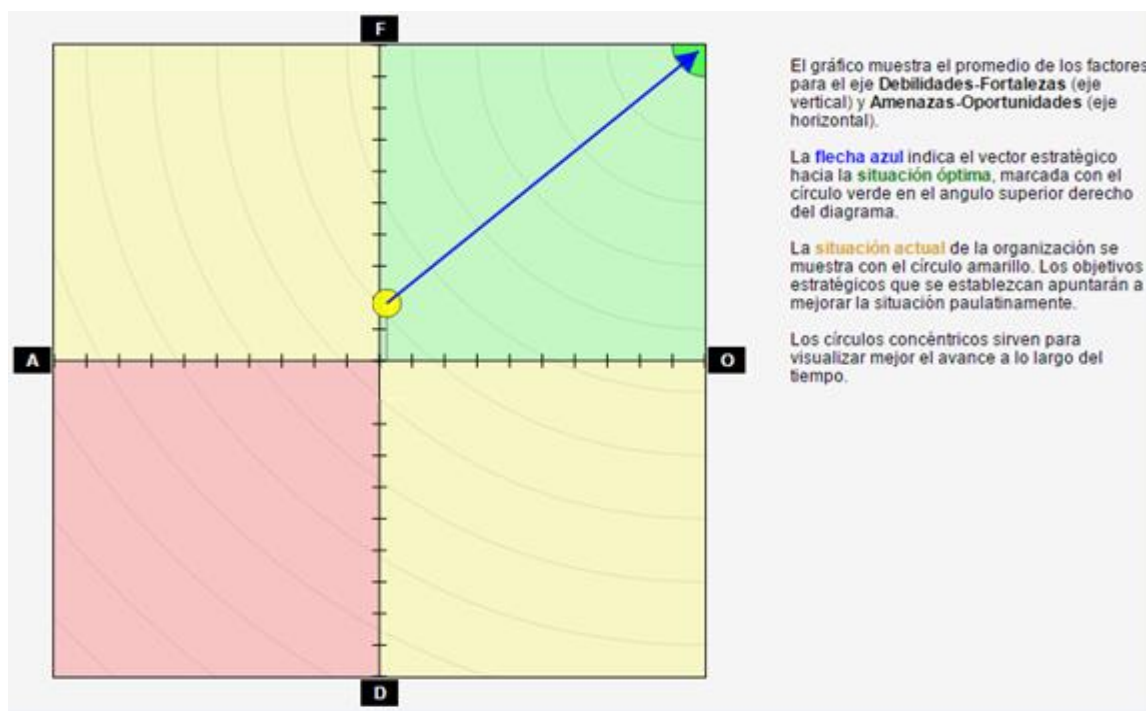 F
A
O
D
El gráfico muestra el promedio de los factores
para el eje Debilidades-Fortalezas (eje
vertical) y Amenazas-Oportunidades (eje
horizontal).
La flecha azul indica el vector estratégico
hacia la situación óptima, marcada con el
círculo verde en el angulo superior derecho
del diagrama.
La situación actual de la organización se
muestra con el círculo amarillo. Los objetivos
estratégicos que se establezcan apuntarán a
mejorar la situación paulatinamente.
Los círculos concéntricos sirven para
visualizar mejor el avance a lo largo del
tiempo.